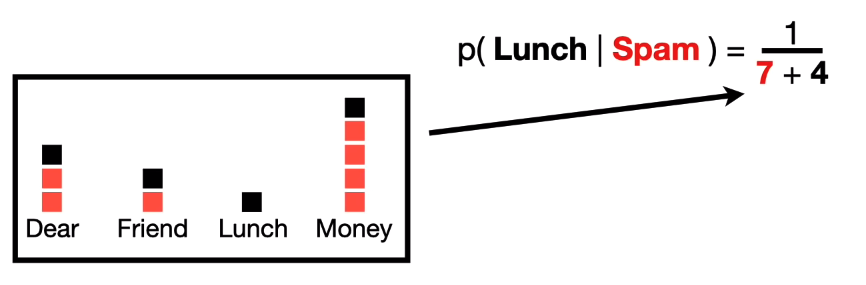 p( Lunch | Spam ) = 1 / 7 + 4
Dear Friend Lunch Money